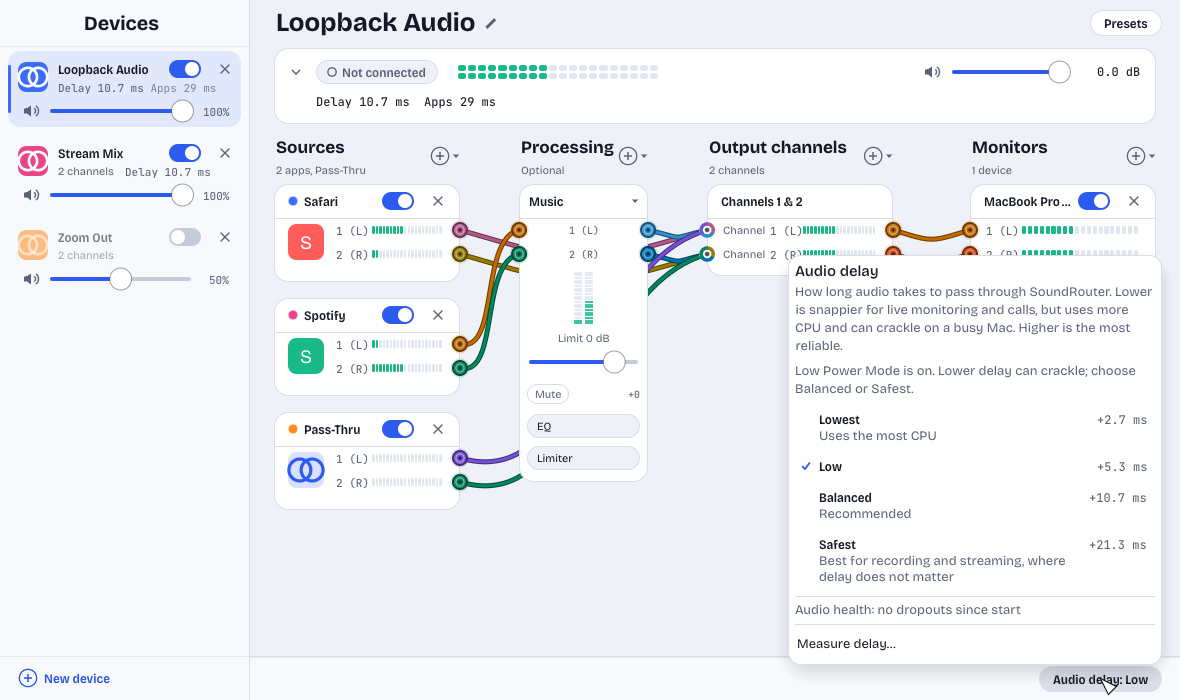 Devices
Loopback Audio
Delay 10.7 ms Apps 29 ms
100%
Stream Mix
2 channels Delay 10.7 ms
100%
Zoom Out
2 channels
50%
New device
Loopback Audio
Presets
Not connected
0.0 dB
Delay 10.7 ms Apps 29 ms
Sources
2 apps, Pass-Thru
Safari
S
1 (L)
2 (R)
Spotify
S
1 (L)
2 (R)
Pass-Thru
1 (L)
2 (R)
Processing
Optional
Music
1 (L)
2 (R)
Limit 0 dB
Mute +0
EQ
Limiter
Output channels
2 channels
Channels 1 & 2
Channel 1 (L)
Channel 2 (R)
Monitors
1 device
MacBook Pro...
1 (L)
2 (R)
Audio delay
How long audio takes to pass through SoundRouter. Lower
is snappier for live monitoring and calls, but uses more
CPU and can crackle on a busy Mac. Higher is the most
reliable.
Low Power Mode is on. Lower delay can crackle; choose
Balanced or Safest.
Lowest +2.7 ms
Uses the most CPU
Low +5.3 ms
Balanced +10.7 ms
Recommended
Safest +21.3 ms
Best for recording and streaming, where
delay does not matter
Audio health: no dropouts since start
Measure delay...
Audio delay: Low